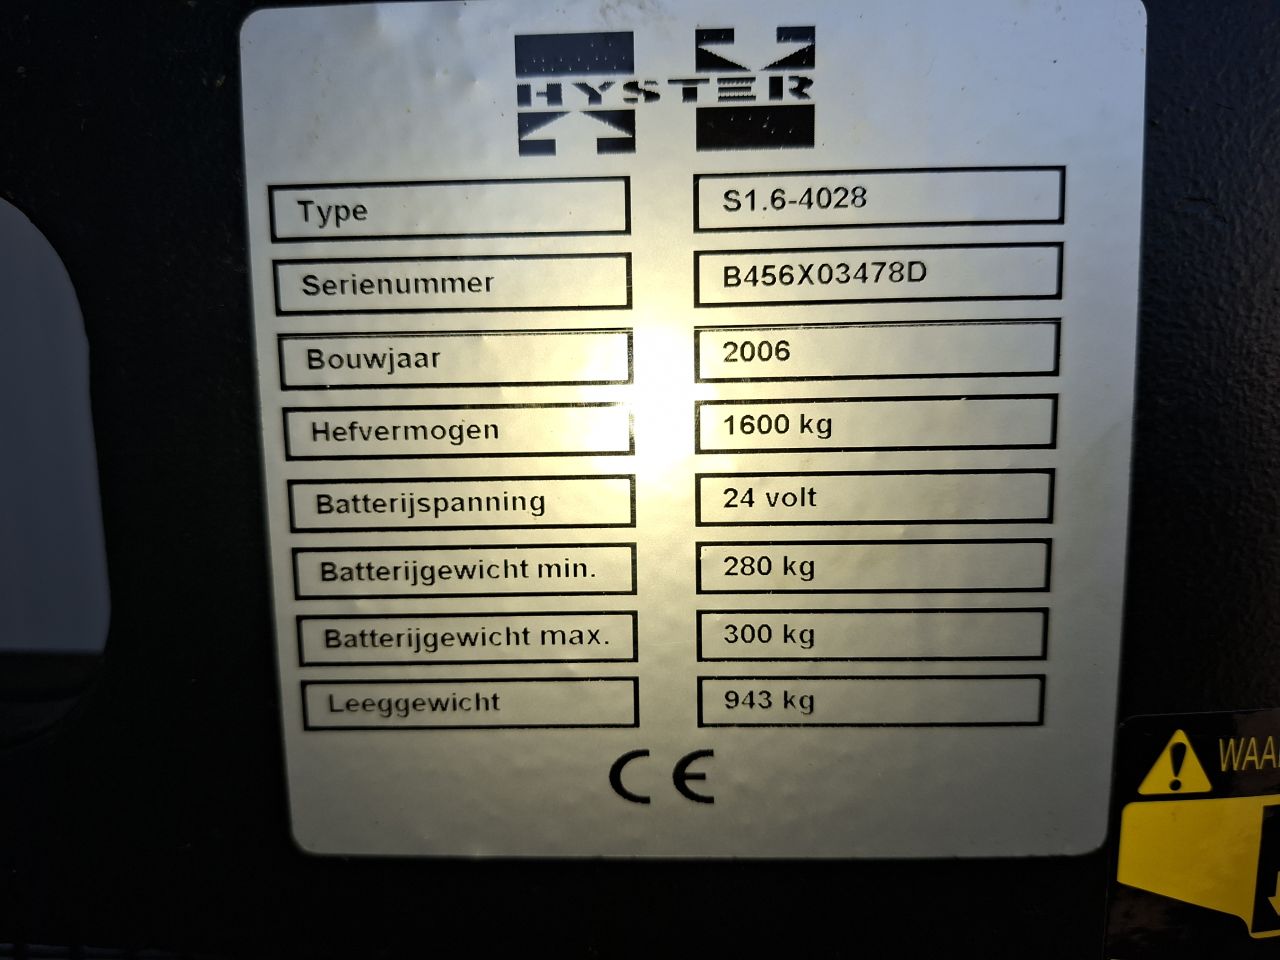 HYSTER
Type S1.6-4028
Serienummer B456X03478D
Bouwjaar 2006
Hefvermogen 1600 kg
Batterijspanning 24 volt
Batterijgewicht min. 280 kg
Batterijgewicht max. 300 kg
Leeggewicht 943 kg
CE